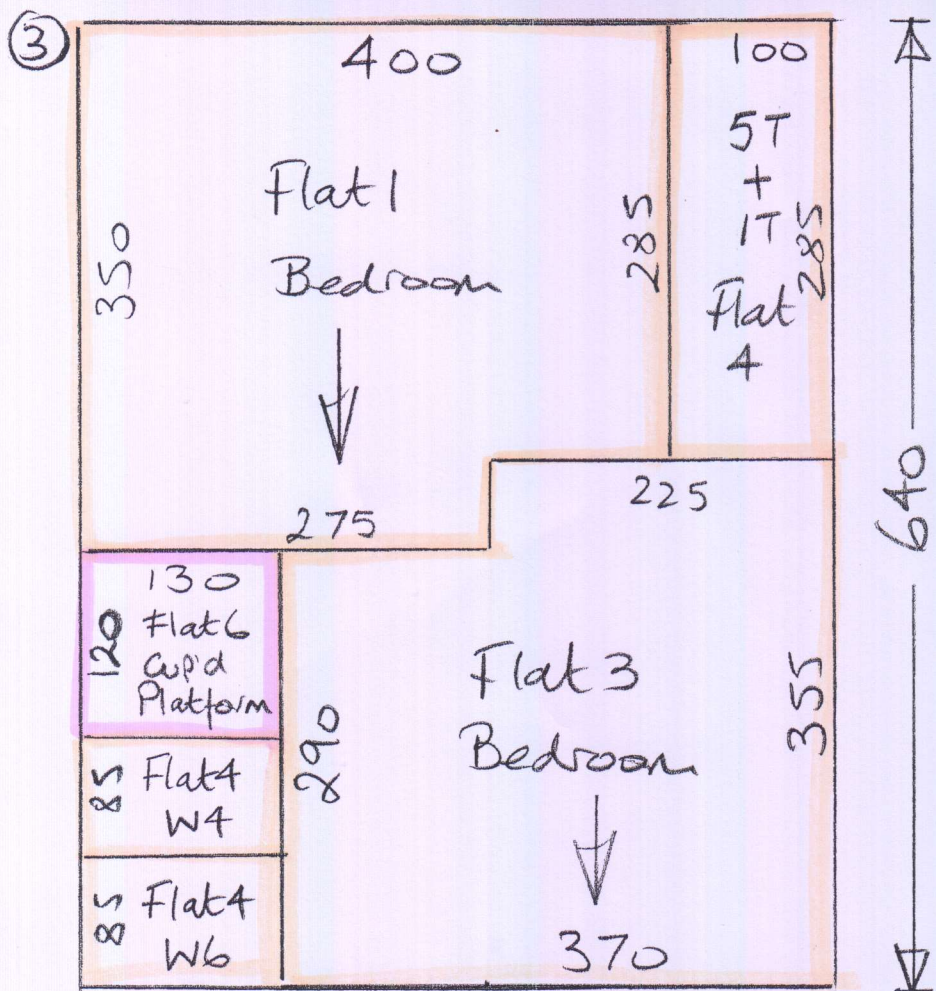 ③
400
100
Flat 1
Bedroom
350
285
5T
+
1T
Flat
4
285
275
225
640
130
Flat 6
Cup'd
Platform
120
Flat 3
Bedroom
290
355
85
Flat 4
W4
85
Flat 4
W6
370